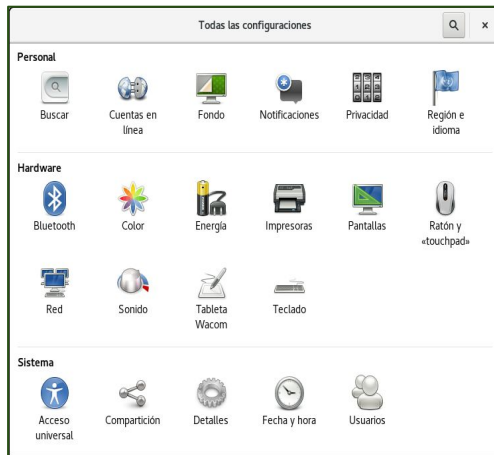 Todas las configuraciones
Personal
Buscar
Cuentas en
línea
Fondo
Notificaciones
Privacidad
Región e
idioma
Hardware
Bluetooth
Color
Energía
Impresoras
Pantallas
Ratón y
«touchpad»
Red
Sonido
Tableta
Wacom
Teclado
Sistema
Acceso
universal
Compartición
Detalles
Fecha y hora
Usuarios